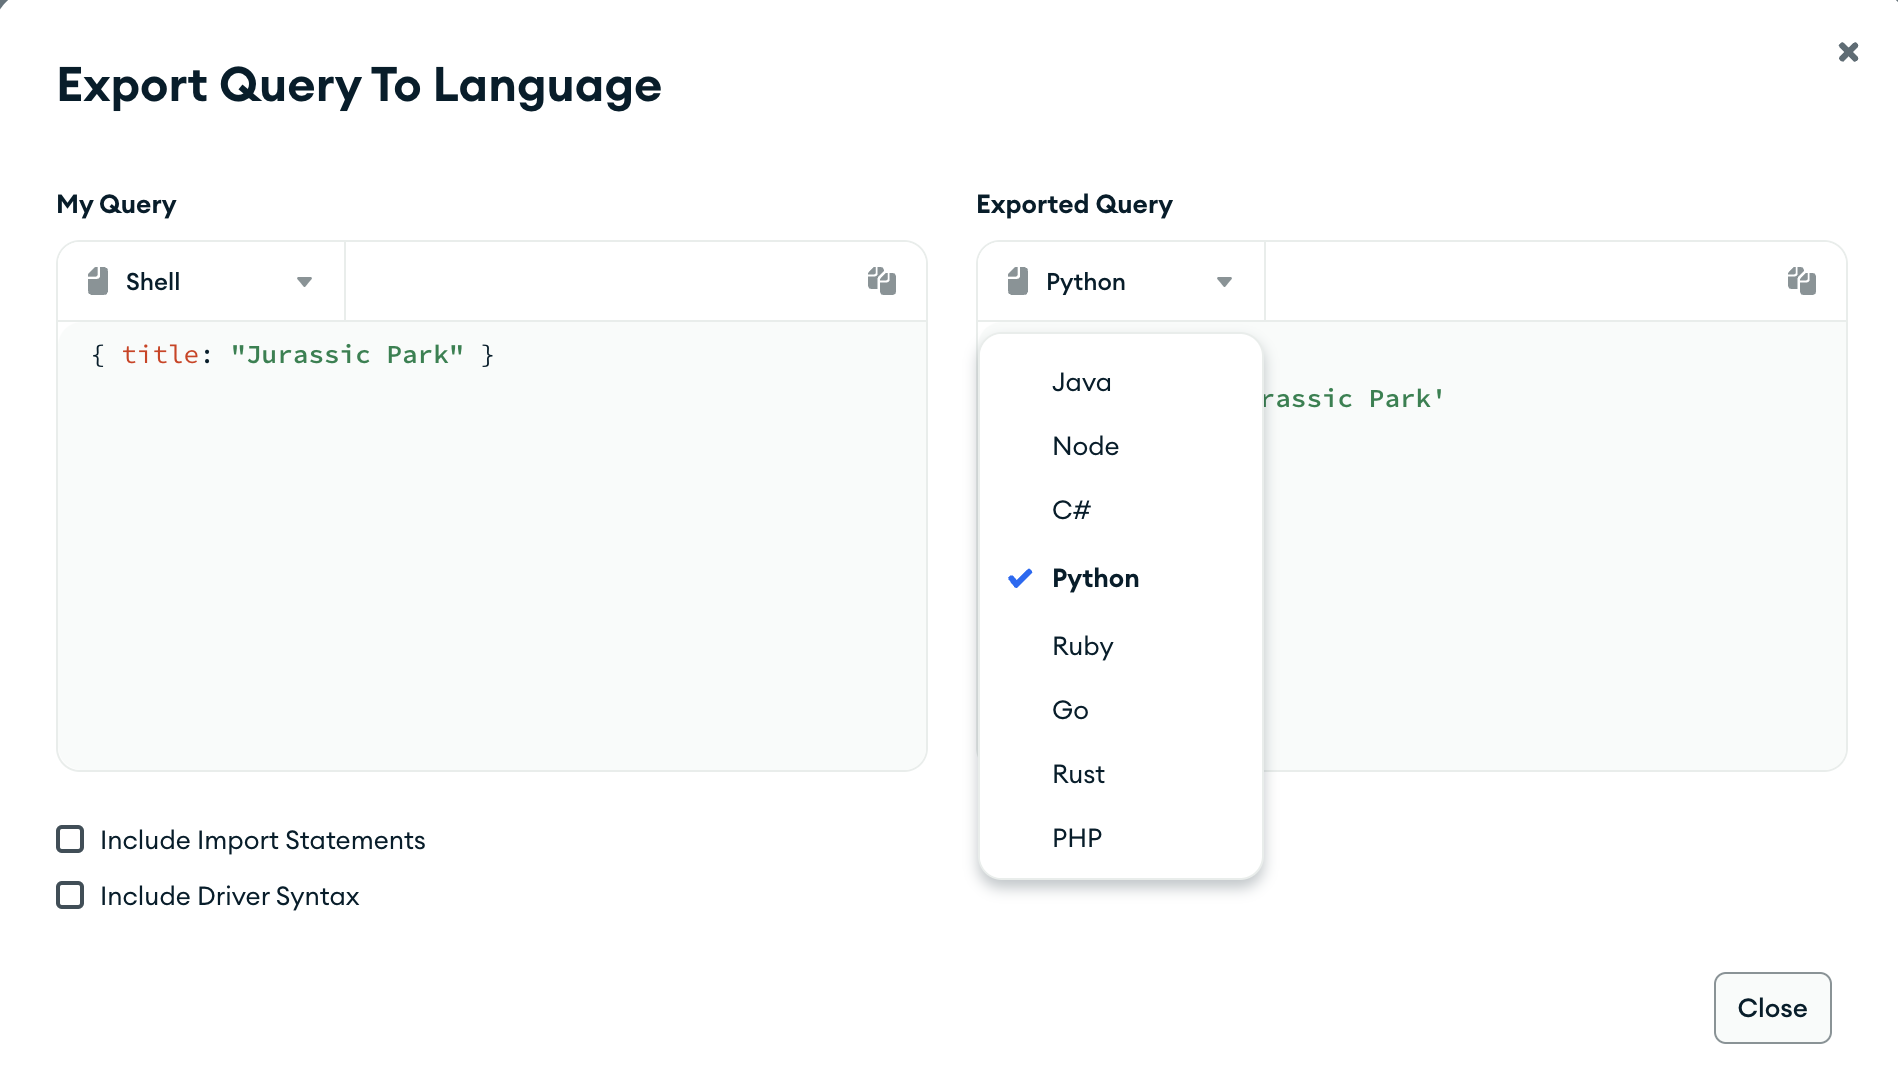 Export Query To Language
My Query
Shell
{ title: "Jurassic Park" }
Include Import Statements
Include Driver Syntax
Exported Query
Python
Java
Node
C#
Python
Ruby
Go
Rust
PHP
Park'
Close